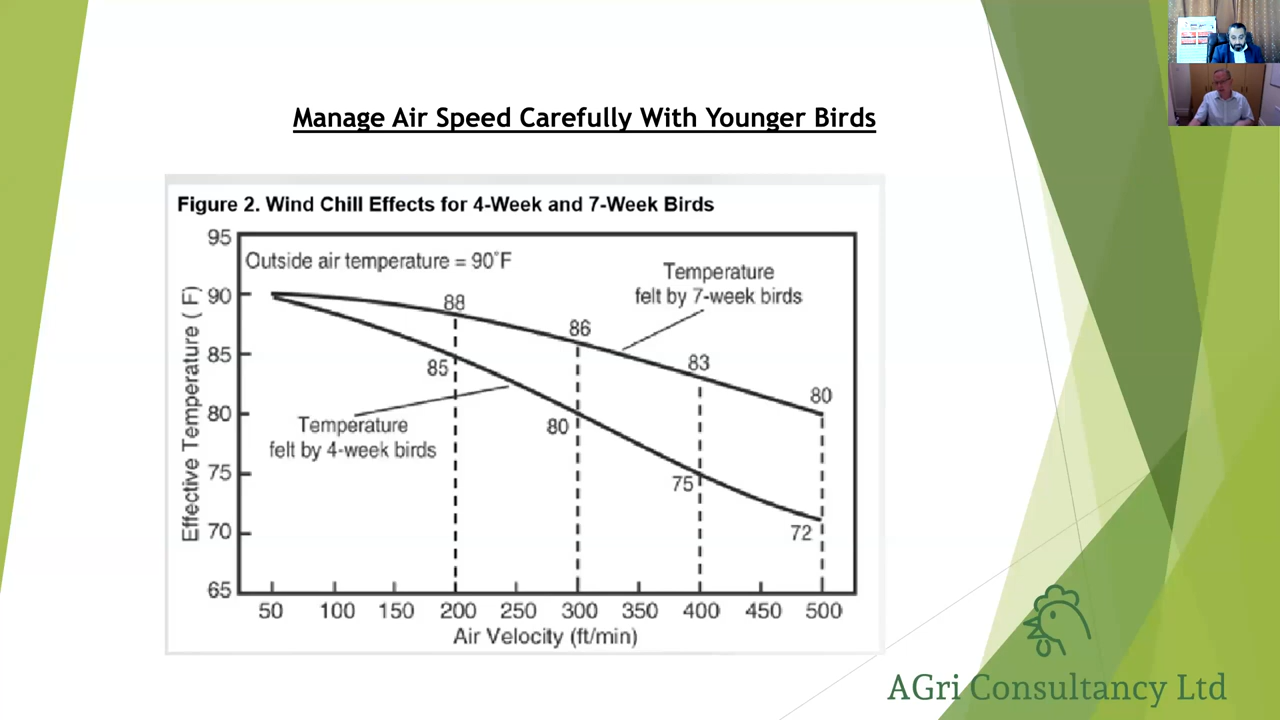 Manage Air Speed Carefully With Younger Birds
Figure 2. Wind Chill Effects for 4-Week and 7-Week Birds
95
Outside air temperature = 90°F
Temperature
felt by 7-week birds
90
88
86
85
85
83
80
80
80
Temperature
felt by 4-week birds
75
75
72
70
65
Effective Temperature ( F)
50 100 150 200 250 300 350 400 450 500
Air Velocity (ft/min)
AGri Consultancy Ltd